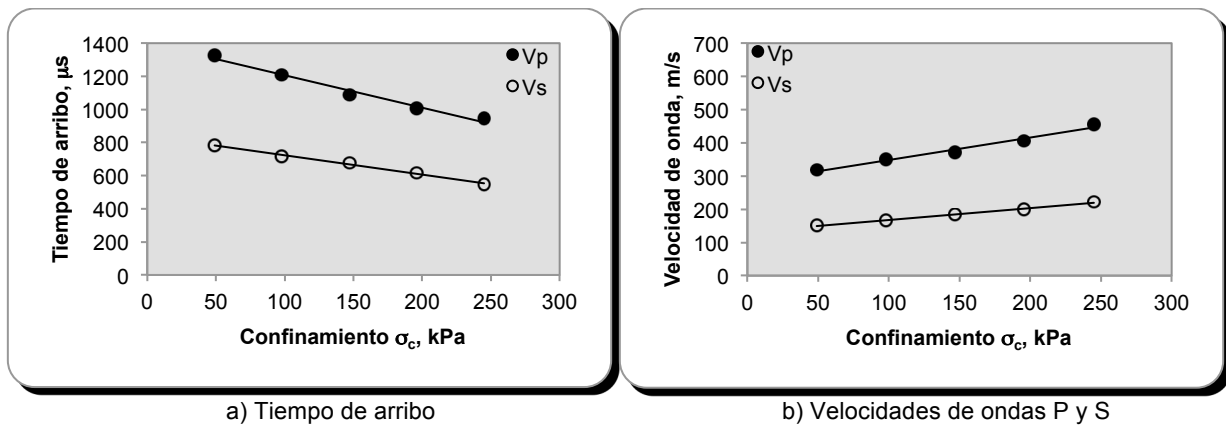 Tiempo de arribo, μs
1400
1200
1000
800
600
400
200
0
0 50 100 150 200 250 300
Confinamiento σc, kPa
Vp
Vs
a) Tiempo de arribo
Velocidad de onda, m/s
700
600
500
400
300
200
100
0
0 50 100 150 200 250 300
Confinamiento σc, kPa
Vp
Vs
b) Velocidades de ondas P y S